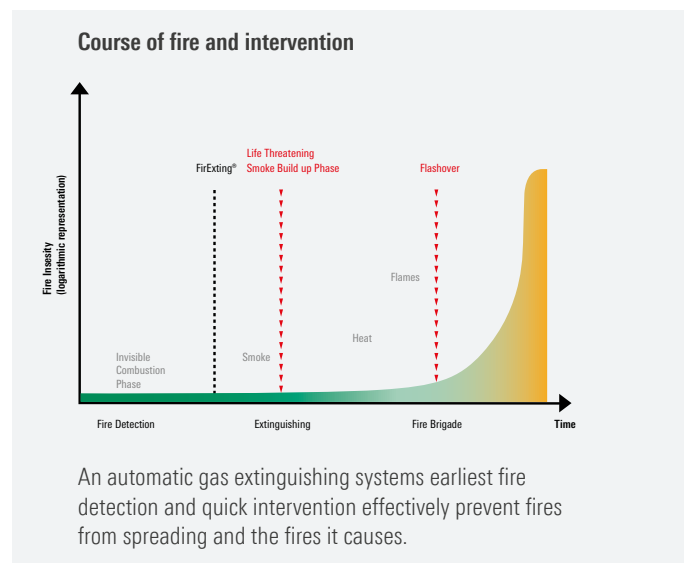 Course of fire and intervention
Life Threatening
FirExting® Smoke Build up Phase Flashover
Fire Insesity
(logarithmic representation)
Flames
Heat
Invisible
Combustion
Phase
Smoke
Fire Detection Extinguishing Fire Brigade Time
An automatic gas extinguishing systems earliest fire
detection and quick intervention effectively prevent fires
from spreading and the fires it causes.